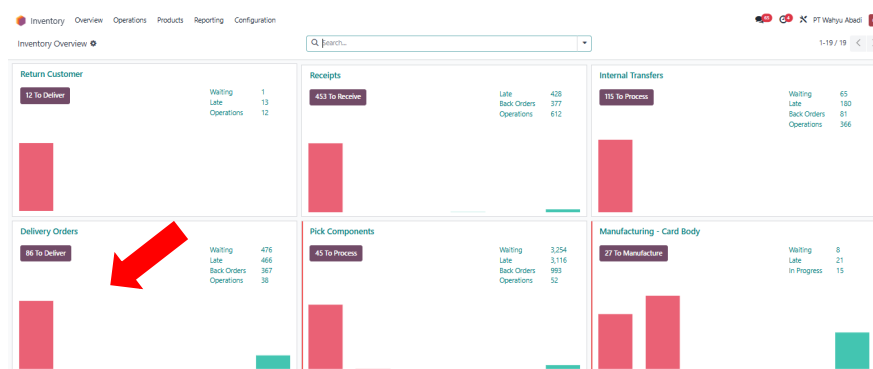 Inventory Overview Operations Products Reporting Configuration
65 4 PT Wahyu Abadi
Inventory Overview
Search...
1-19 / 19
Return Customer
12 To Deliver
Waiting 1
Late 13
Operations 12
Receipts
453 To Receive
Late 428
Back Orders 377
Operations 612
Internal Transfers
115 To Process
Waiting 65
Late 180
Back Orders 81
Operations 366
Delivery Orders
86 To Deliver
Waiting 476
Late 466
Back Orders 367
Operations 38
Pick Components
45 To Process
Waiting 3,254
Late 3,116
Back Orders 993
Operations 52
Manufacturing - Card Body
27 To Manufacture
Waiting 8
Late 21
In Progress 15